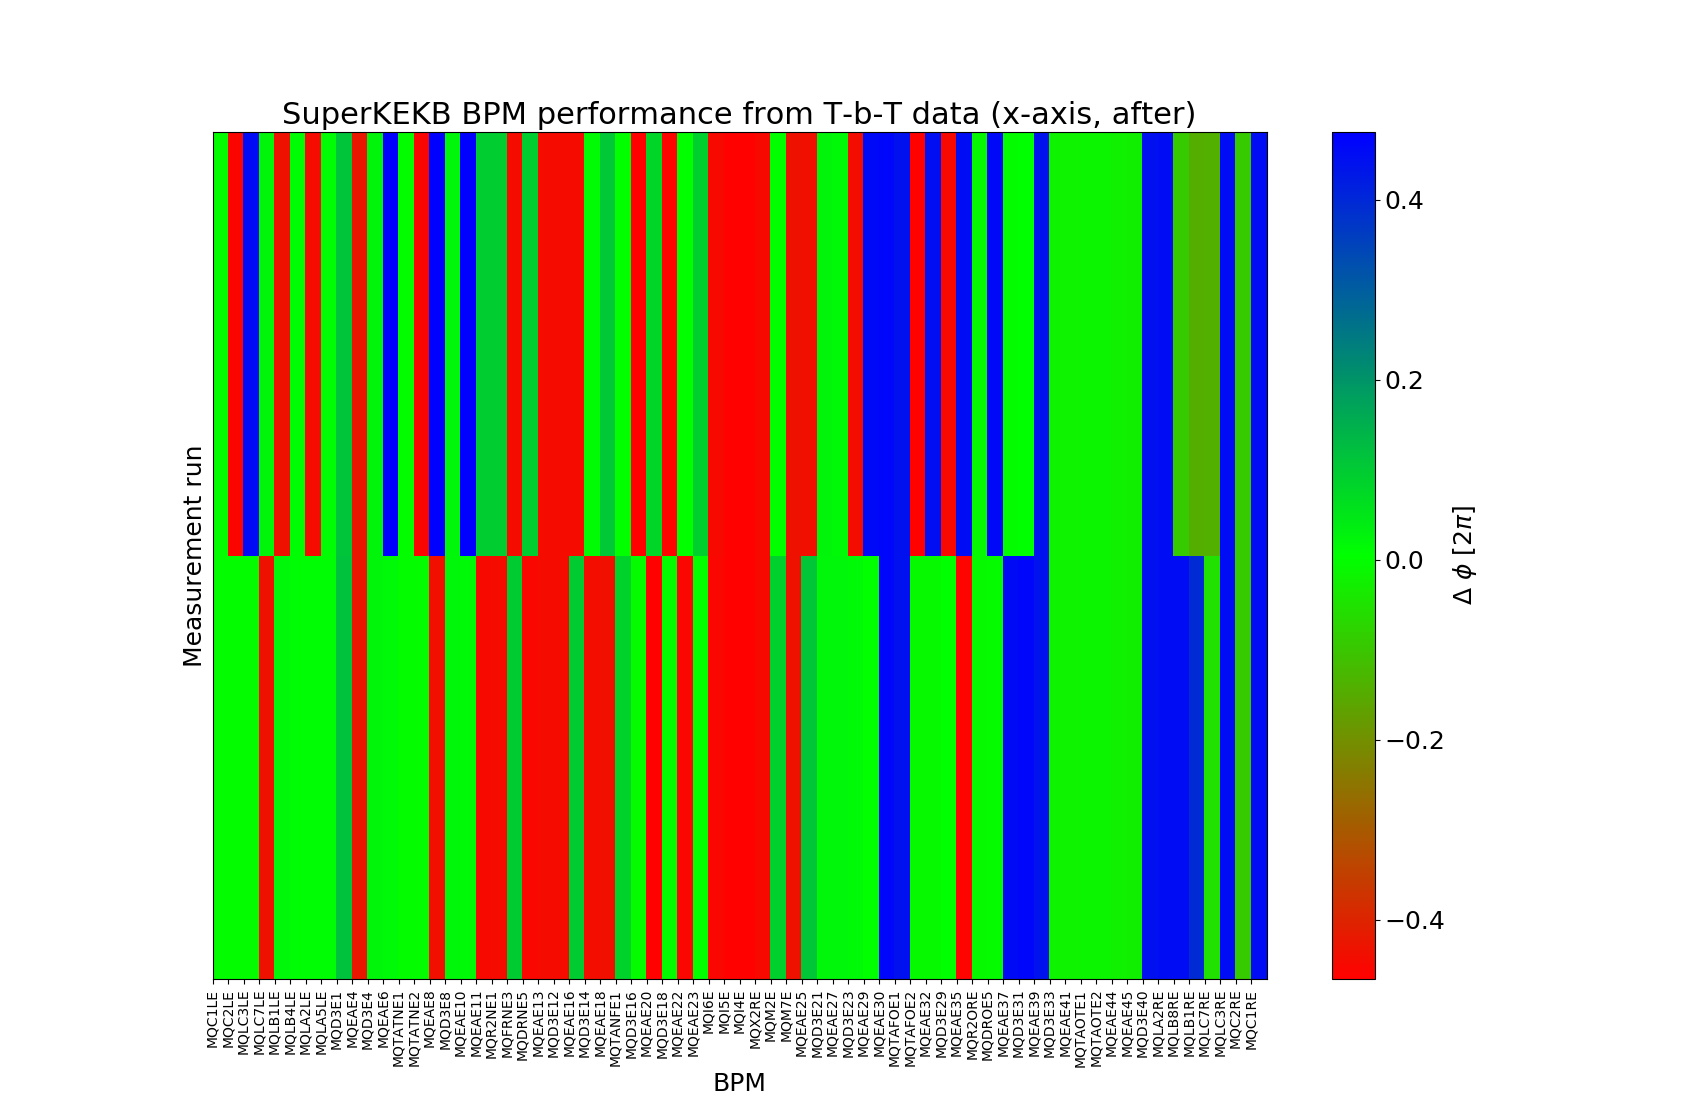 SuperKEKB BPM performance from T-b-T data (x-axis, after)
Measurement run
MQC1LE
MQC2LE
MQLC3LE
MQLC7LE
MQLB1LE
MQLB4LE
MQLA2LE
MQLA5LE
MQD3E1
MQEAE4
MQD3E4
MQEAE6
MQTATNE1
MQTATNE2
MQEAE8
MQD3E8
MQEAE10
MQEAE11
MQR2NE1
MQFRNE3
MQDRNE5
MQEAE13
MQD3E12
MQEAE16
MQD3E14
MQEAE18
MQTANFE1
MQD3E16
MQEAE20
MQD3E18
MQEAE22
MQEAE23
MQI6E
MQI5E
MQI4E
MQX2RE
MQM2E
MQM7E
MQEAE25
MQD3E21
MQEAE27
MQD3E23
MQEAE29
MQEAE30
MQTAFOE1
MQTAFOE2
MQEAE32
MQD3E29
MQEAE35
MQR2ORE
MQDROE5
MQEAE37
MQD3E31
MQEAE39
MQD3E33
MQEAE41
MQTAOTE1
MQTAOTE2
MQEAE44
MQEAE45
MQD3E40
MQLA2RE
MQLB8RE
MQLB1RE
MQLC7RE
MQLC3RE
MQC2RE
MQC1RE
BPM
0.4
0.2
0.0
−0.2
−0.4
Δ ϕ [2π]